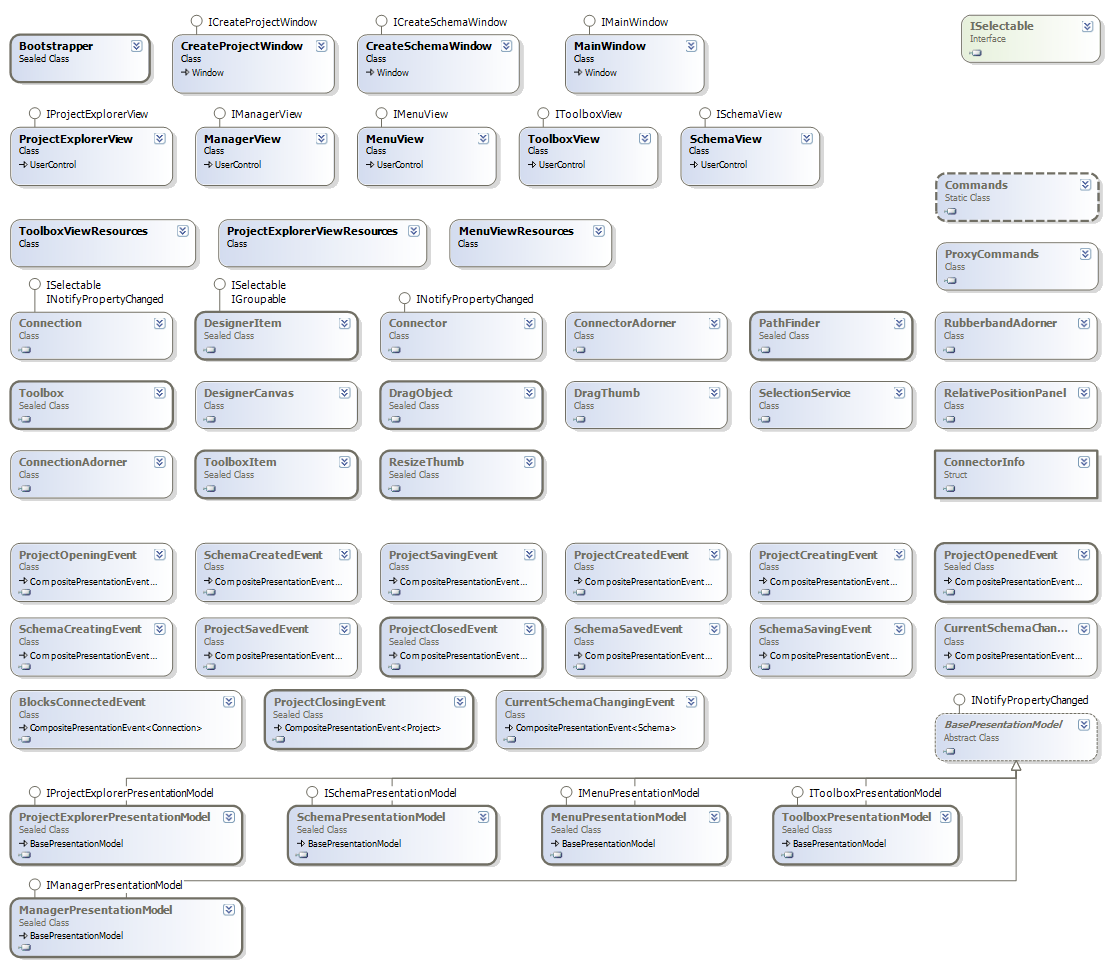 ICreateProjectWindow
ICreateSchemaWindow
IMainWindow
Bootstrapper
Sealed Class
CreateProjectWindow
Class
Window
CreateSchemaWindow
Class
Window
MainWindow
Class
Window
ISelectable
Interface
IProjectExplorerView
IManagerView
IMenuView
IToolboxView
ISchemaView
ProjectExplorerView
Class
UserControl
ManagerView
Class
UserControl
MenuView
Class
UserControl
ToolboxView
Class
UserControl
SchemaView
Class
UserControl
Commands
Static Class
ToolboxViewResources
Class
ProjectExplorerViewResources
Class
MenuViewResources
Class
ProxyCommands
Class
ISelectable
INotifyPropertyChanged
ISelectable
IGroupable
INotifyPropertyChanged
Connection
Class
DesignerItem
Sealed Class
Connector
Class
ConnectorAdorner
Class
PathFinder
Sealed Class
RubberbandAdorner
Class
Toolbox
Sealed Class
DesignerCanvas
Class
DragObject
Sealed Class
DragThumb
Class
SelectionService
Class
RelativePositionPanel
Class
ConnectionAdorner
Class
ToolboxItem
Sealed Class
ResizeThumb
Sealed Class
ConnectorInfo
Struct
ProjectOpeningEvent
Class
CompositePresentationEvent...
SchemaCreatedEvent
Class
CompositePresentationEvent...
ProjectSavingEvent
Class
CompositePresentationEvent...
ProjectCreatedEvent
Class
CompositePresentationEvent...
ProjectCreatingEvent
Class
CompositePresentationEvent...
ProjectOpenedEvent
Sealed Class
CompositePresentationEvent...
SchemaCreatingEvent
Class
CompositePresentationEvent...
ProjectSavedEvent
Class
CompositePresentationEvent...
ProjectClosedEvent
Sealed Class
CompositePresentationEvent...
SchemaSavedEvent
Class
CompositePresentationEvent...
SchemaSavingEvent
Class
CompositePresentationEvent...
CurrentSchemaChan...
Class
CompositePresentationEvent...
BlocksConnectedEvent
Class
CompositePresentationEvent<Connection>
ProjectClosingEvent
Sealed Class
CompositePresentationEvent<Project>
CurrentSchemaChangingEvent
Class
CompositePresentationEvent<Schema>
INotifyPropertyChanged
BasePresentationModel
Abstract Class
IProjectExplorerPresentationModel
ISchemaPresentationModel
IMenuPresentationModel
IToolboxPresentationModel
ProjectExplorerPresentationModel
Sealed Class
BasePresentationModel
SchemaPresentationModel
Sealed Class
BasePresentationModel
MenuPresentationModel
Sealed Class
BasePresentationModel
ToolboxPresentationModel
Sealed Class
BasePresentationModel
IManagerPresentationModel
ManagerPresentationModel
Sealed Class
BasePresentationModel